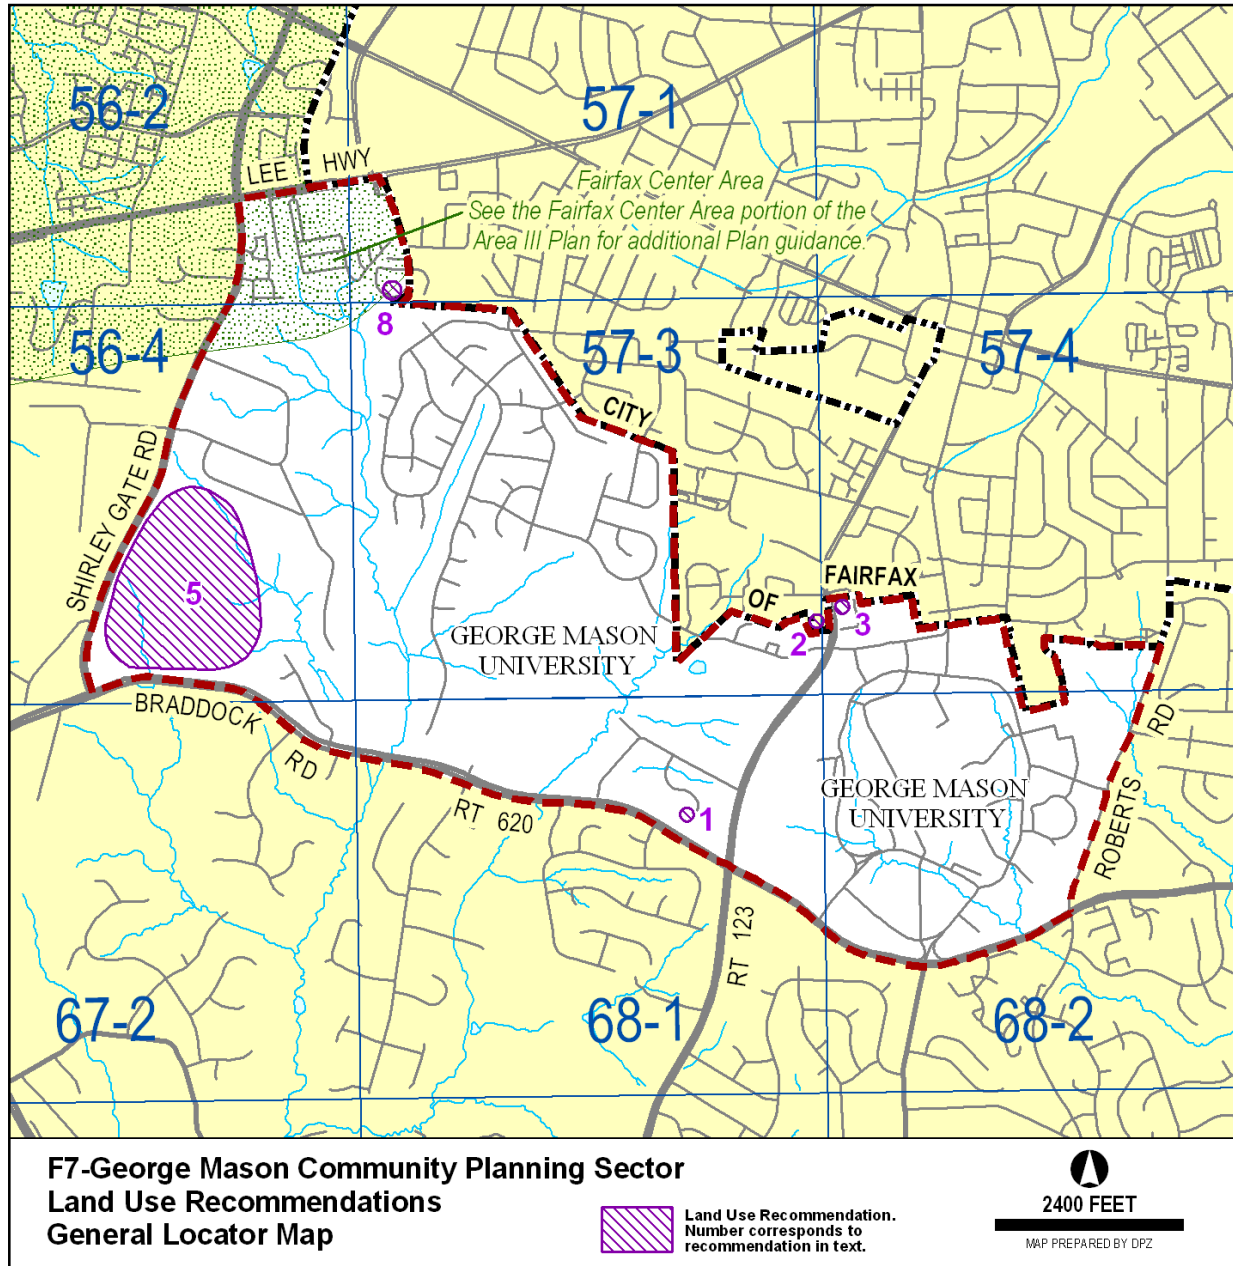 56-2
57-1
LEE HWY
Fairfax Center Area
See the Fairfax Center Area portion of the
Area III Plan for additional Plan guidance.
8
56-4
57-3
57-4
CITY
SHIRLEY GATE RD
5
OF
FAIRFAX
2
3
GEORGE MASON
UNIVERSITY
BRADDOCK
RD
RT 620
1
GEORGE MASON
UNIVERSITY
ROBERTS
RD
RT 123
67-2
68-1
68-2
F7-George Mason Community Planning Sector
Land Use Recommendations
General Locator Map
Land Use Recommendation.
Number corresponds to
recommendation in text.
2400 FEET
MAP PREPARED BY DPZ